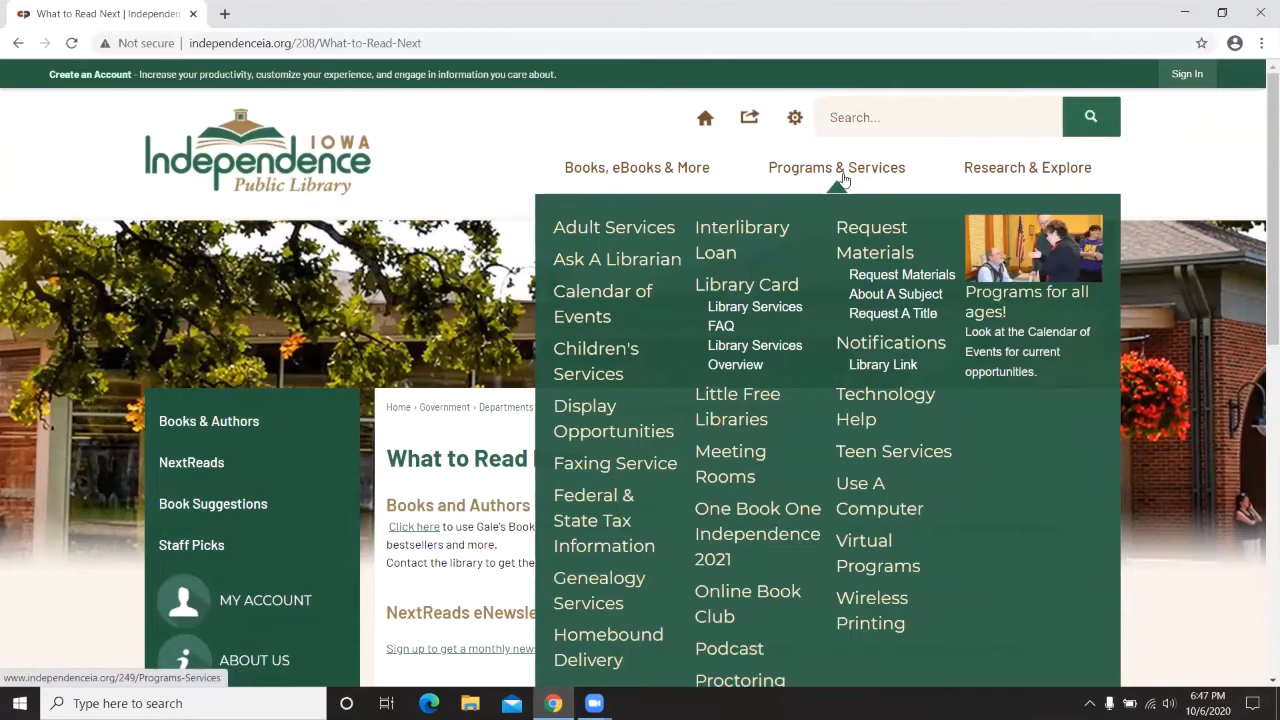 What to Read Next | Independen
Not secure | independenceia.org/208/What-to-Read-Next
Create an Account - Increase your productivity, customize your experience, and engage in information you care about.
Sign In
IOWA
Independence
Public Library
Search...
Books, eBooks & More
Programs & Services
Research & Explore
Adult Services
Ask A Librarian
Calendar of
Events
Children's
Services
Display
Opportunities
Faxing Service
Federal &
State Tax
Information
Genealogy
Services
Homebound
Delivery
Interlibrary
Loan
Library Card
Library Services
FAQ
Library Services
Overview
Little Free
Libraries
Meeting
Rooms
One Book One
Independence
2021
Online Book
Club
Podcast
Proctoring
Request
Materials
Request Materials
About A Subject
Request A Title
Notifications
Library Link
Technology
Help
Teen Services
Use A
Computer
Virtual
Programs
Wireless
Printing
Programs for all
ages!
Look at the Calendar of
Events for current
opportunities.
Books & Authors
NextReads
Book Suggestions
Staff Picks
MY ACCOUNT
ABOUT US
Home › Government › Departments
What to Read
Books and Authors
Click here to use Gale's Book
bestsellers and more.
Contact the library to get the
NextReads eNewsle
Sign up to get a monthly new
www.independenceia.org/249/Programs-Services
Type here to search
6:47 PM
10/6/2020